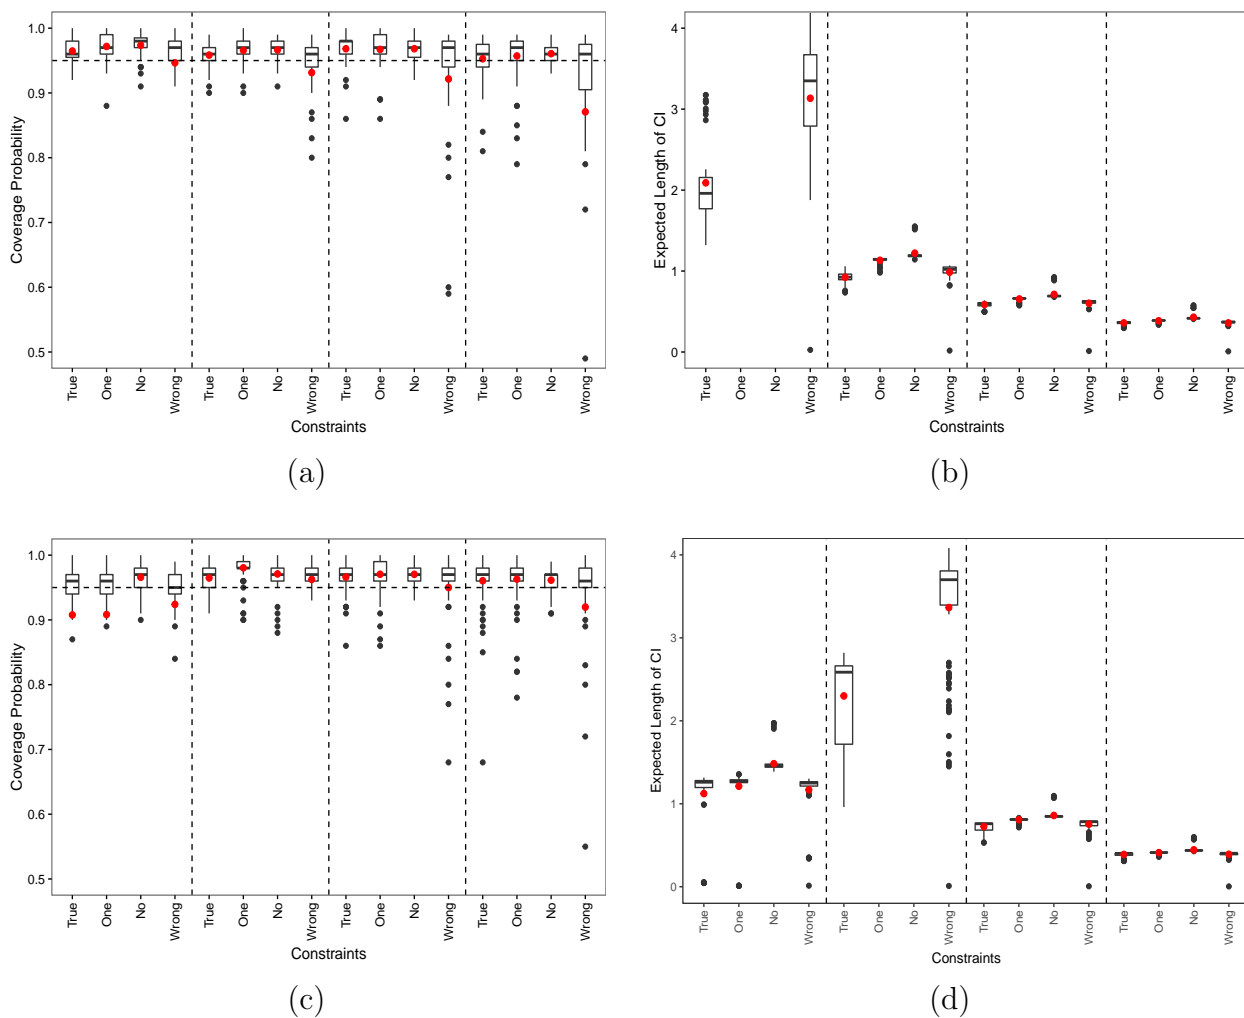 1.0
0.9
0.8
0.7
0.6
0.5
Coverage Probability
True One No Wrong True One No Wrong True One No Wrong True One No Wrong
Constraints
(a)
4
3
2
1
0
Expected Length of CI
True One No Wrong True One No Wrong True One No Wrong True One No Wrong
Constraints
(b)
1.0
0.9
0.8
0.7
0.6
0.5
Coverage Probability
True One No Wrong True One No Wrong True One No Wrong True One No Wrong
Constraints
(c)
4
3
2
1
0
Expected Length of CI
True One No Wrong True One No Wrong True One No Wrong True One No Wrong
Constraints
(d)